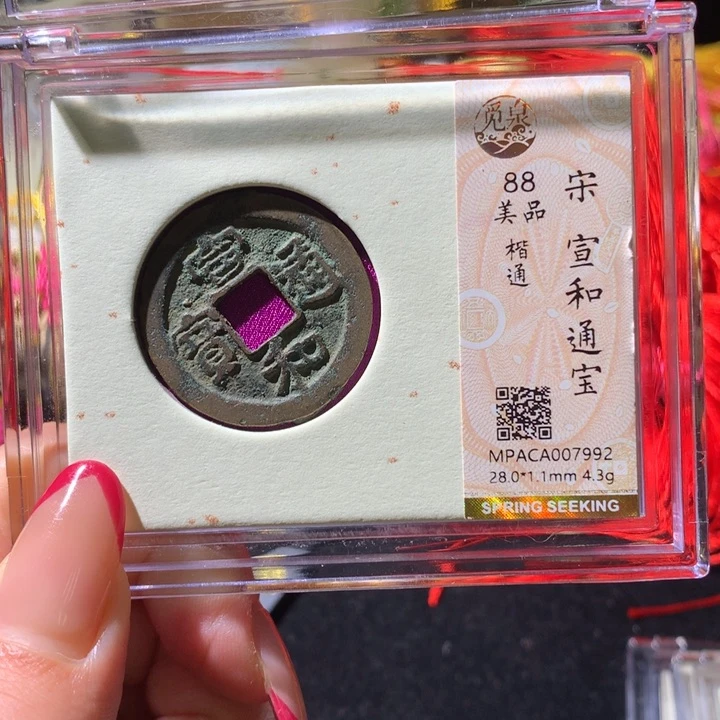 觅泉
88
美品
楷
通
宋 宣和通宝
MPACA007992
28.0*1.1mm 4.3g
SPRING SEEKING
宣和通寳